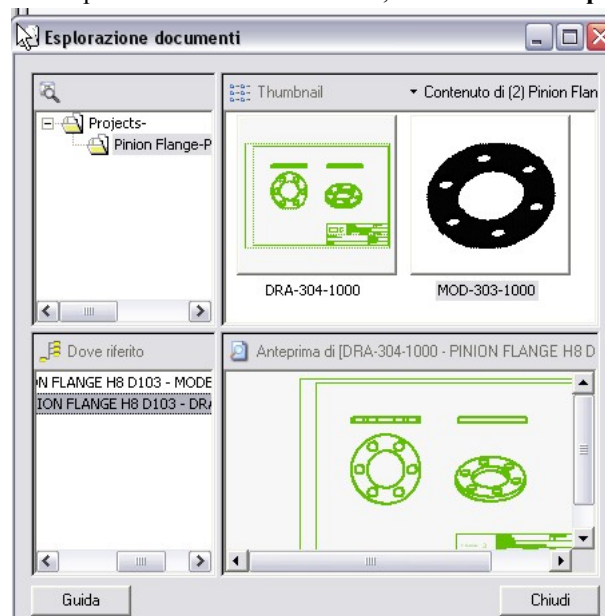 Esplorazione documenti
Thumbnail
Contenuto di (2) Pinion Flan
Projects-
Pinion Flange-P
DRA-304-1000
MOD-303-1000
Dove riferito
Anteprima di [DRA-304-1000 - PINION FLANGE H8 D
N FLANGE H8 D103 - MODE
ION FLANGE H8 D103 - DRA
Guida
Chiudi